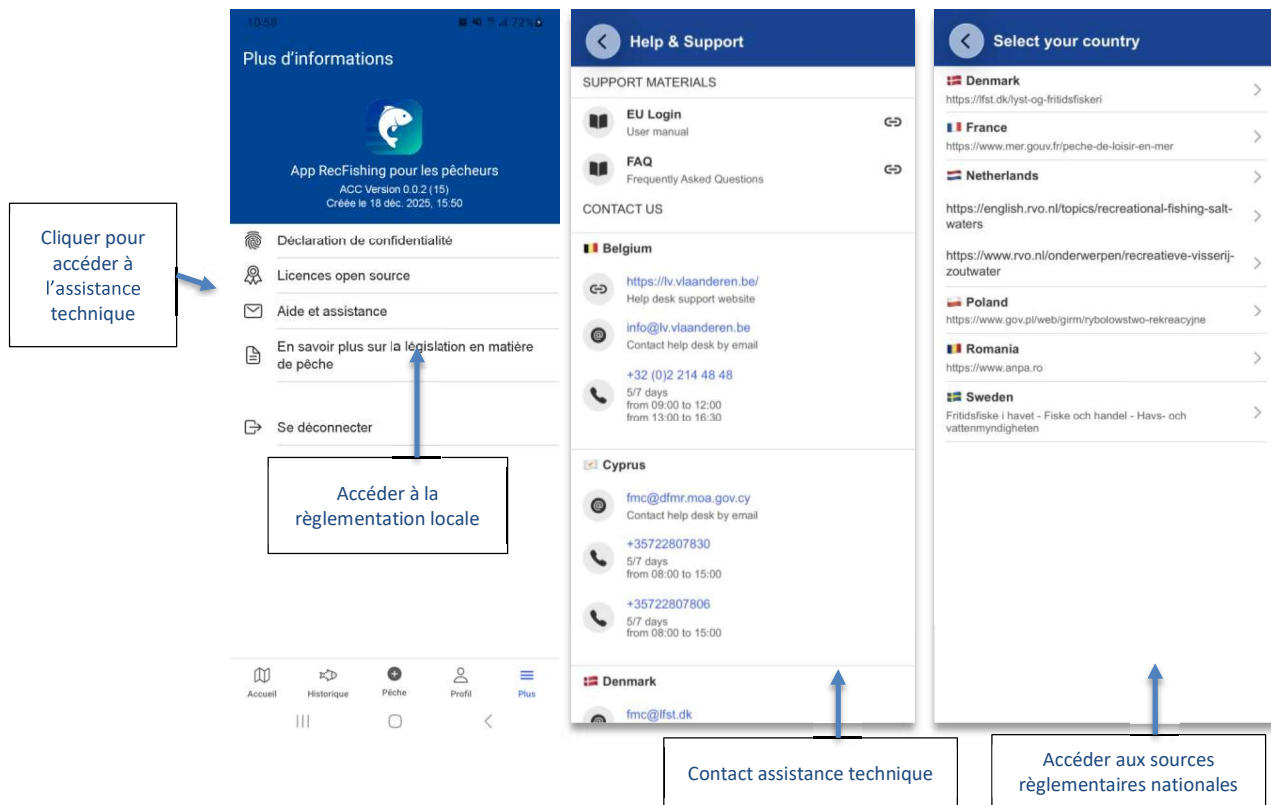 Cliquer pour
accéder à
l'assistance
technique
10:58
72%
Plus d'informations
App RecFishing pour les pêcheurs
ACC Version 0.0.2 (15)
Créée le 18 déc. 2025, 15:50
Déclaration de confidentialité
Licences open source
Aide et assistance
En savoir plus sur la législation en matière
de pêche
Se déconnecter
Accéder à la
règlementation locale
Accueil
Historique
Pêche
Profil
Plus
Help & Support
SUPPORT MATERIALS
EU Login
User manual
FAQ
Frequently Asked Questions
CONTACT US
Belgium
https://lv.vlaanderen.be/
Help desk support website
info@lv.vlaanderen.be
Contact help desk by email
+32 (0)2 214 48 48
5/7 days
from 09:00 to 12:00
from 13:00 to 16:30
Cyprus
fmc@dfmr.moa.gov.cy
Contact help desk by email
+35722807830
5/7 days
from 08:00 to 15:00
+35722807806
5/7 days
from 08:00 to 15:00
Denmark
fmc@lfst.dk
Contact assistance technique
Select your country
Denmark
https://lfst.dk/lyst-og-fritidsfiskeri
France
https://www.mer.gouv.fr/peche-de-loisir-en-mer
Netherlands
https://english.rvo.nl/topics/recreational-fishing-salt-
waters
https://www.rvo.nl/onderwerpen/recreatieve-visserij-
zoutwater
Poland
https://www.gov.pl/web/girm/rybolowstwo-rekreacyjne
Romania
https://www.anpa.ro
Sweden
Fritidsfiske i havet - Fiske och handel - Havs- och
vattenmyndigheten
Accéder aux sources
règlementaires nationales